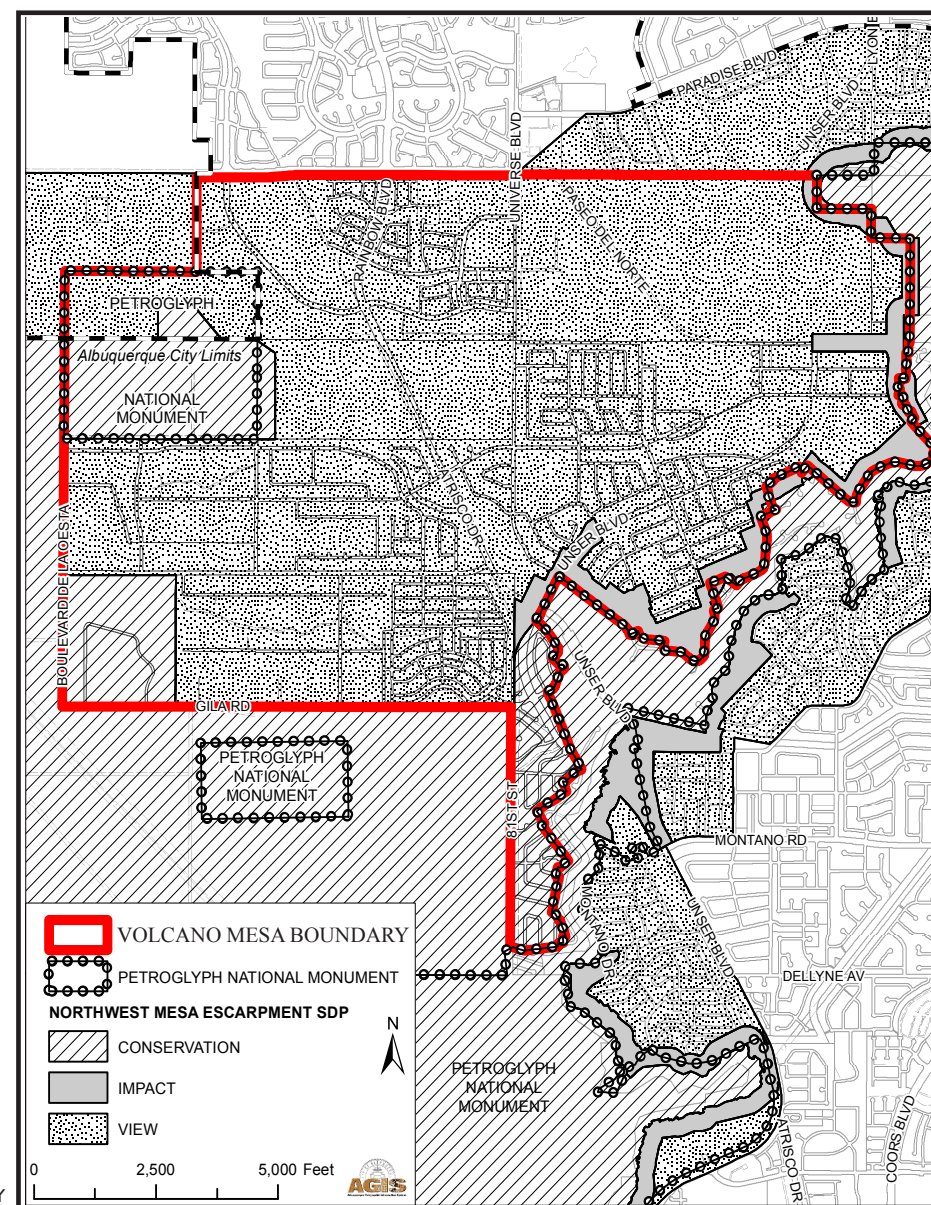 LYONE
PARADISE BLVD
UNSER BLVD
UNIVERSE BLVD
RAINBOW BLVD
PASEO DEL NORTE
PETROGLYPH
Albuquerque City Limits
NATIONAL
MONUMENT
ATRISCO UR
BOULEVARD DE LA OESTA
UNSER BLVD
GILA RD
UNSER BLVD
PETROGLYPH
NATIONAL
MONUMENT
81ST ST
MONTANO RD
UNSER BLVD
DELLYNE AV
VOLCANO MESA BOUNDARY
PETROGLYPH NATIONAL MONUMENT
NORTHWEST MESA ESCARPMENT SDP
N
CONSERVATION
IMPACT
VIEW
PETROGLYPH
NATIONAL
MONUMENT
ATRISCO DR
COORS BLVD
0 2,500 5,000 Feet
AGIS
Y